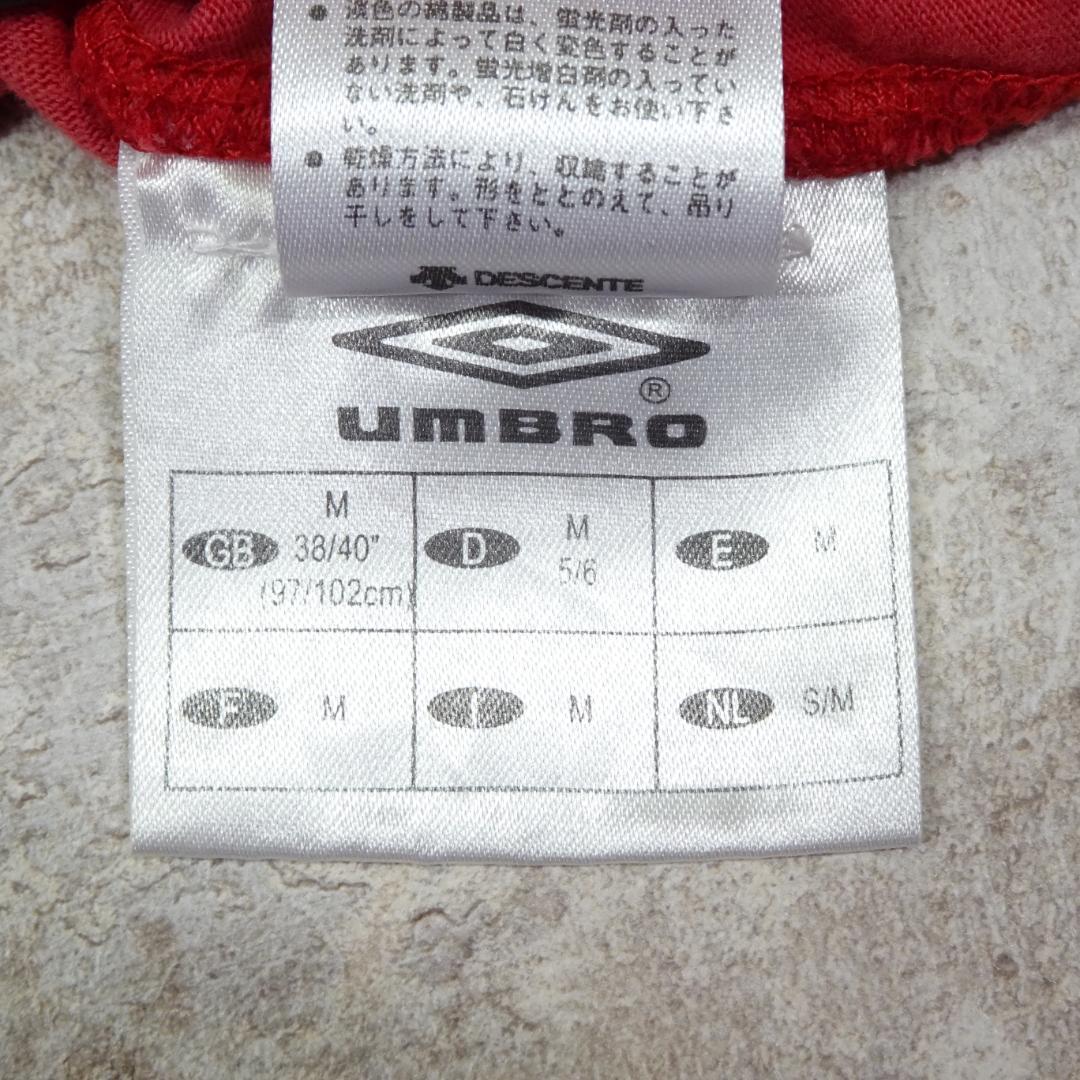 ● 淡色の綿製品は、蛍光剤の入った
洗剤によって白く変色することが
あります。蛍光増白剤の入ってい
ない洗剤や、石けんをお使い下さ
い。
● 乾燥方法により、収縮することが
あります。形をととのえて、吊り
干しをして下さい。
DESCENTE
®
UMBRO
GB M 38/40" (97/102cm)
D M 5/6
E M
F M
I M
NL S/M